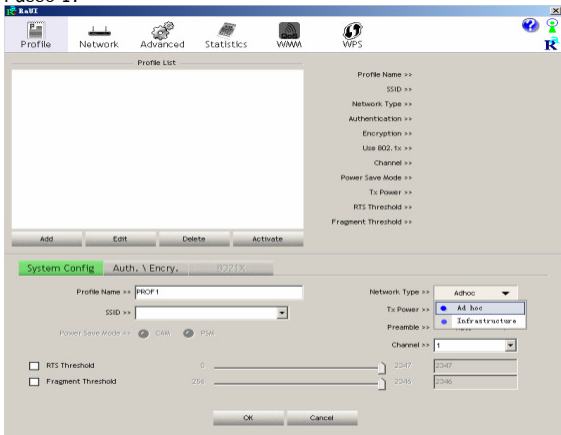 RaUI
Profile Network Advanced Statistics WMM WPS
Profile List
Profile Name >>
SSID >>
Network Type >>
Authentication >>
Encryption >>
Use 802.1x >>
Channel >>
Power Save Mode >>
Tx Power >>
RTS Threshold >>
Fragment Threshold >>
Add Edit Delete Activate
System Config Auth. \ Encry. 8021X
Profile Name >> PROF1 Network Type >> Adhoc
SSID >> Tx Power >> Ad hoc
Infrastructure
Power Save Mode >> CAM PSM Preamble >>
Channel >> 1
RTS Threshold 0 2347 2347
Fragment Threshold 256 2346 2346
OK Cancel